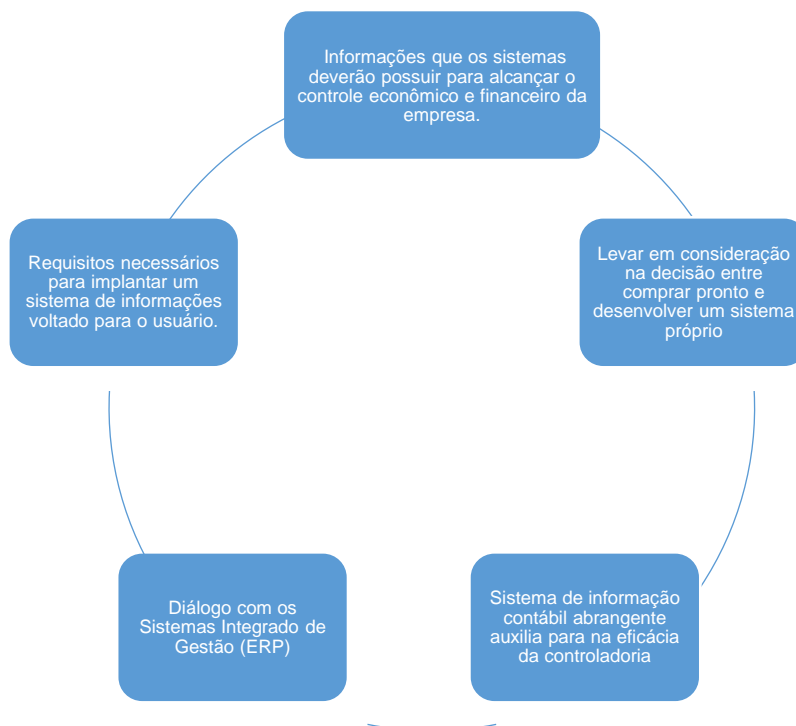 Informações que os sistemas
deverão possuir para alcançar o
controle econômico e financeiro da
empresa.
Levar em consideração
na decisão entre
comprar pronto e
desenvolver um sistema
próprio
Sistema de informação
contábil abrangente
auxilia para na eficácia
da controladoria
Diálogo com os
Sistemas Integrado de
Gestão (ERP)
Requisitos necessários
para implantar um
sistema de informações
voltado para o usuário.